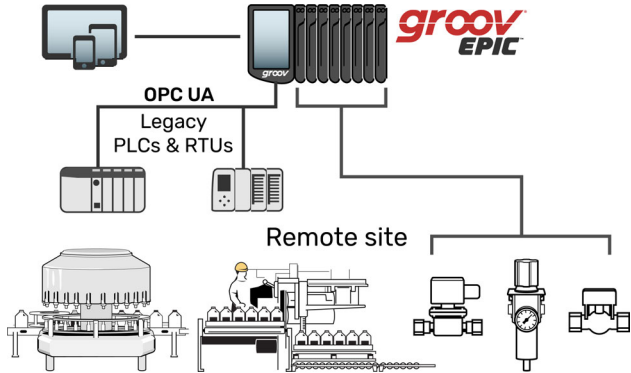 groov
EPIC
groov
OPC UA
Legacy
PLCs & RTUs
Remote site